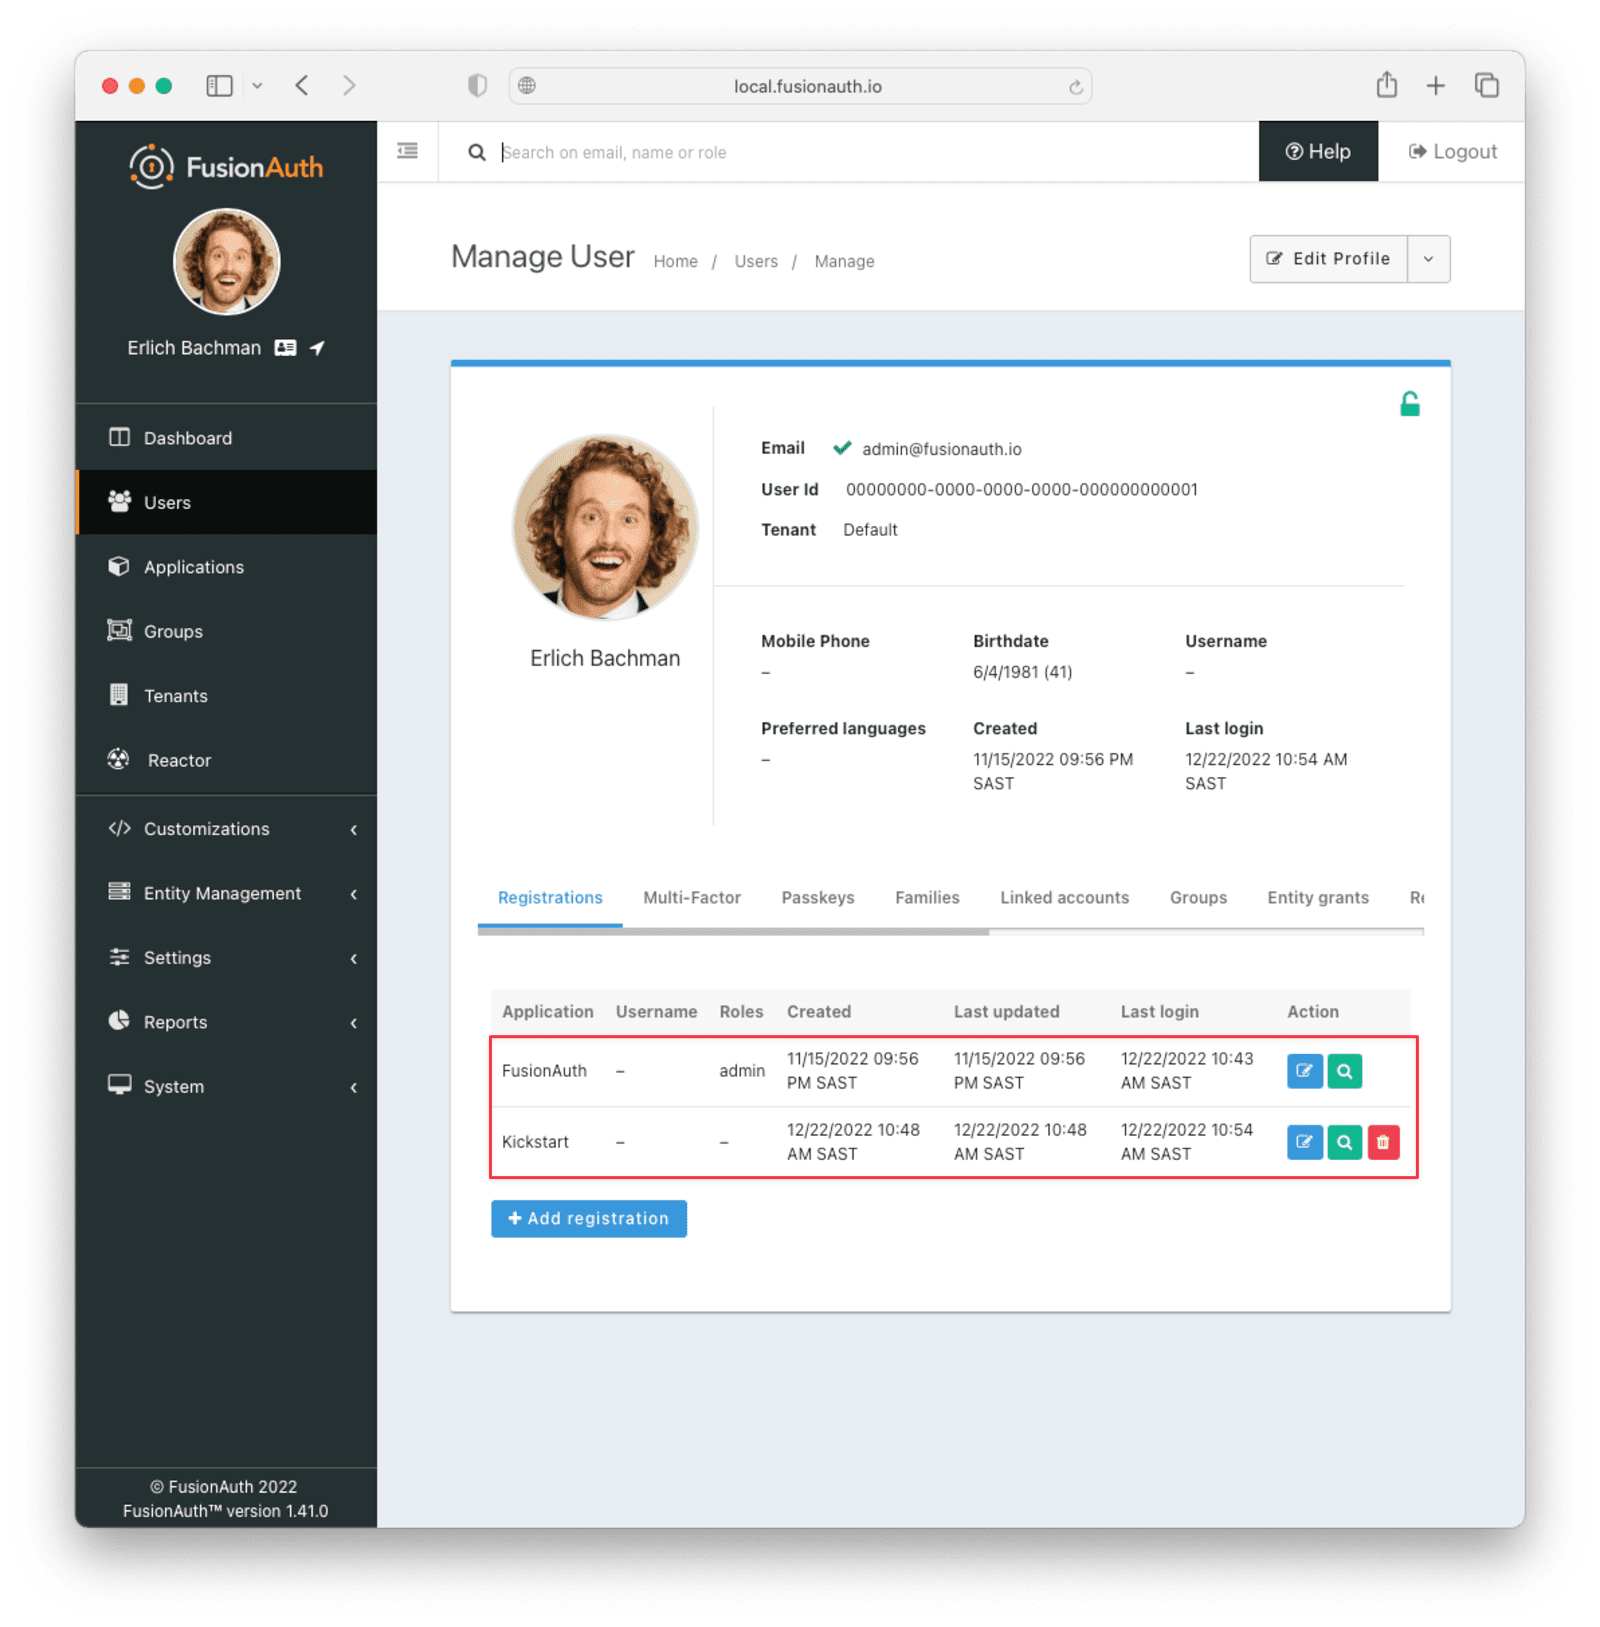 local.fusionauth.io
FusionAuth
Search on email, name or role
Help
Logout
Erlich Bachman
Manage User
Home / Users / Manage
Edit Profile
Dashboard
Users
Applications
Groups
Tenants
Reactor
Customizations
Entity Management
Settings
Reports
System
© FusionAuth 2022
FusionAuth™ version 1.41.0
Erlich Bachman
Email admin@fusionauth.io
User Id 00000000-0000-0000-0000-000000000001
Tenant Default
Mobile Phone
–
Birthdate
6/4/1981 (41)
Username
–
Preferred languages
–
Created
11/15/2022 09:56 PM
SAST
Last login
12/22/2022 10:54 AM
SAST
Registrations Multi-Factor Passkeys Families Linked accounts Groups Entity grants Re
Application Username Roles Created Last updated Last login Action
FusionAuth – admin 11/15/2022 09:56 11/15/2022 09:56 12/22/2022 10:43
PM SAST PM SAST AM SAST
Kickstart – – 12/22/2022 10:48 12/22/2022 10:48 12/22/2022 10:54
AM SAST AM SAST AM SAST
Add registration